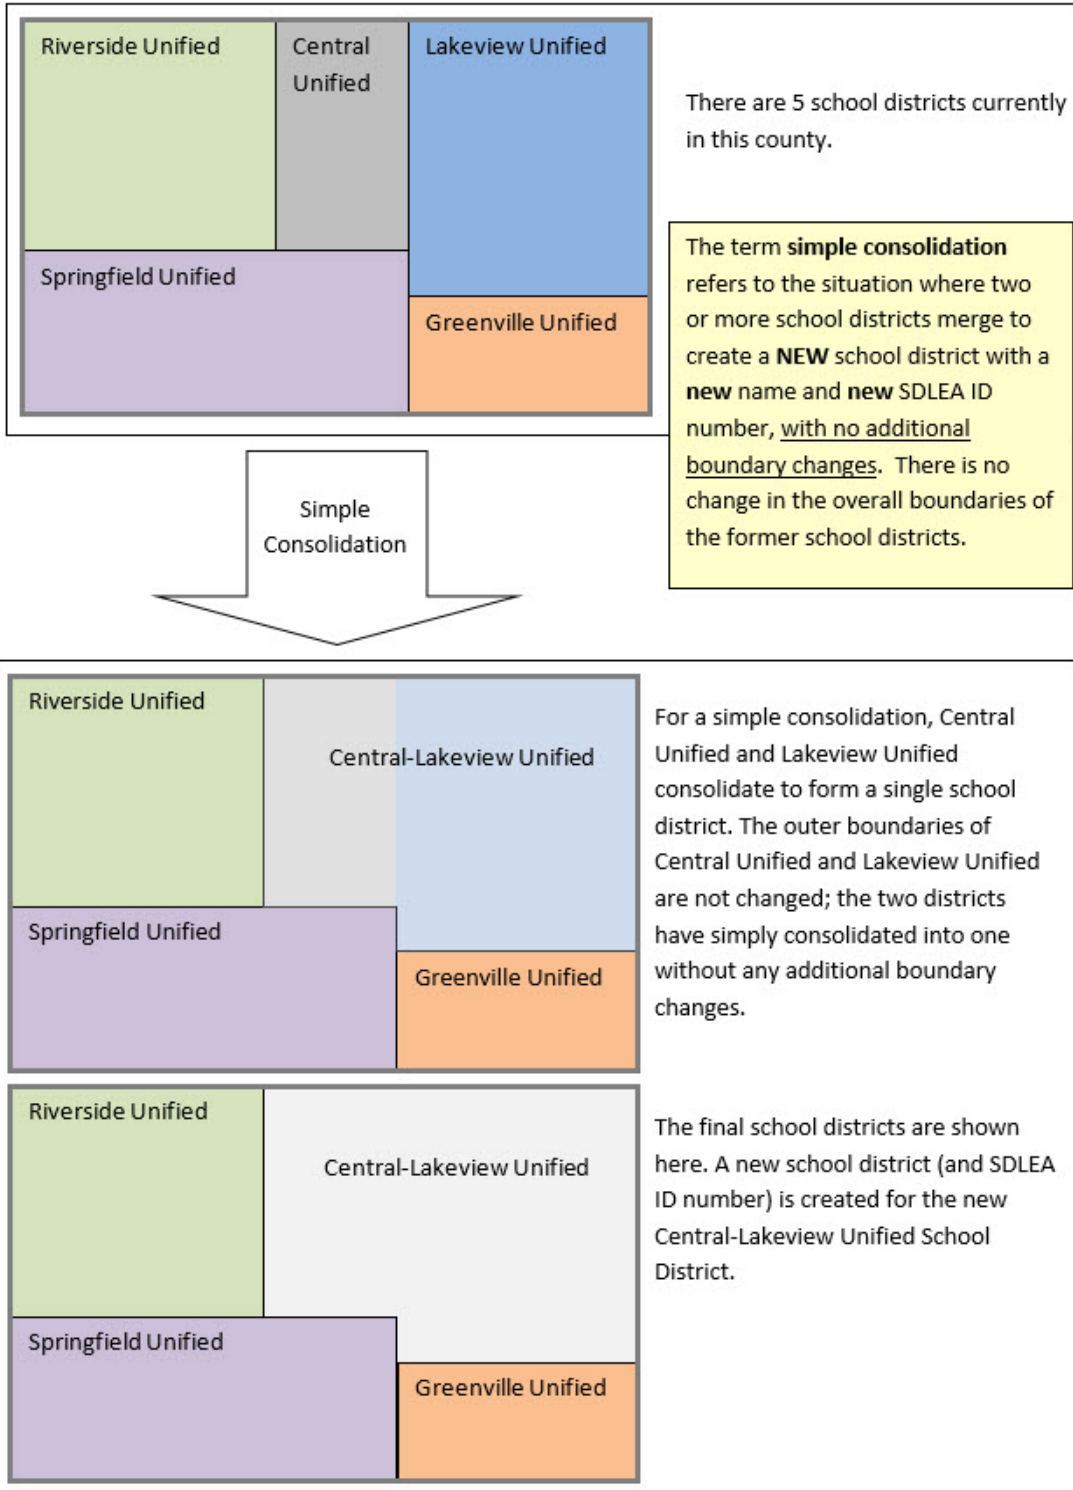 Riverside Unified
Central
Unified
Lakeview Unified
Springfield Unified
Greenville Unified
There are 5 school districts currently
in this county.
The term simple consolidation
refers to the situation where two
or more school districts merge to
create a NEW school district with a
new name and new SDLEA ID
number, with no additional
boundary changes.  There is no
change in the overall boundaries of
the former school districts.
Simple
Consolidation
Riverside Unified
Central-Lakeview Unified
Springfield Unified
Greenville Unified
For a simple consolidation, Central
Unified and Lakeview Unified
consolidate to form a single school
district. The outer boundaries of
Central Unified and Lakeview Unified
are not changed; the two districts
have simply consolidated into one
without any additional boundary
changes.
Riverside Unified
Central-Lakeview Unified
Springfield Unified
Greenville Unified
The final school districts are shown
here. A new school district (and SDLEA
ID number) is created for the new
Central-Lakeview Unified School
District.